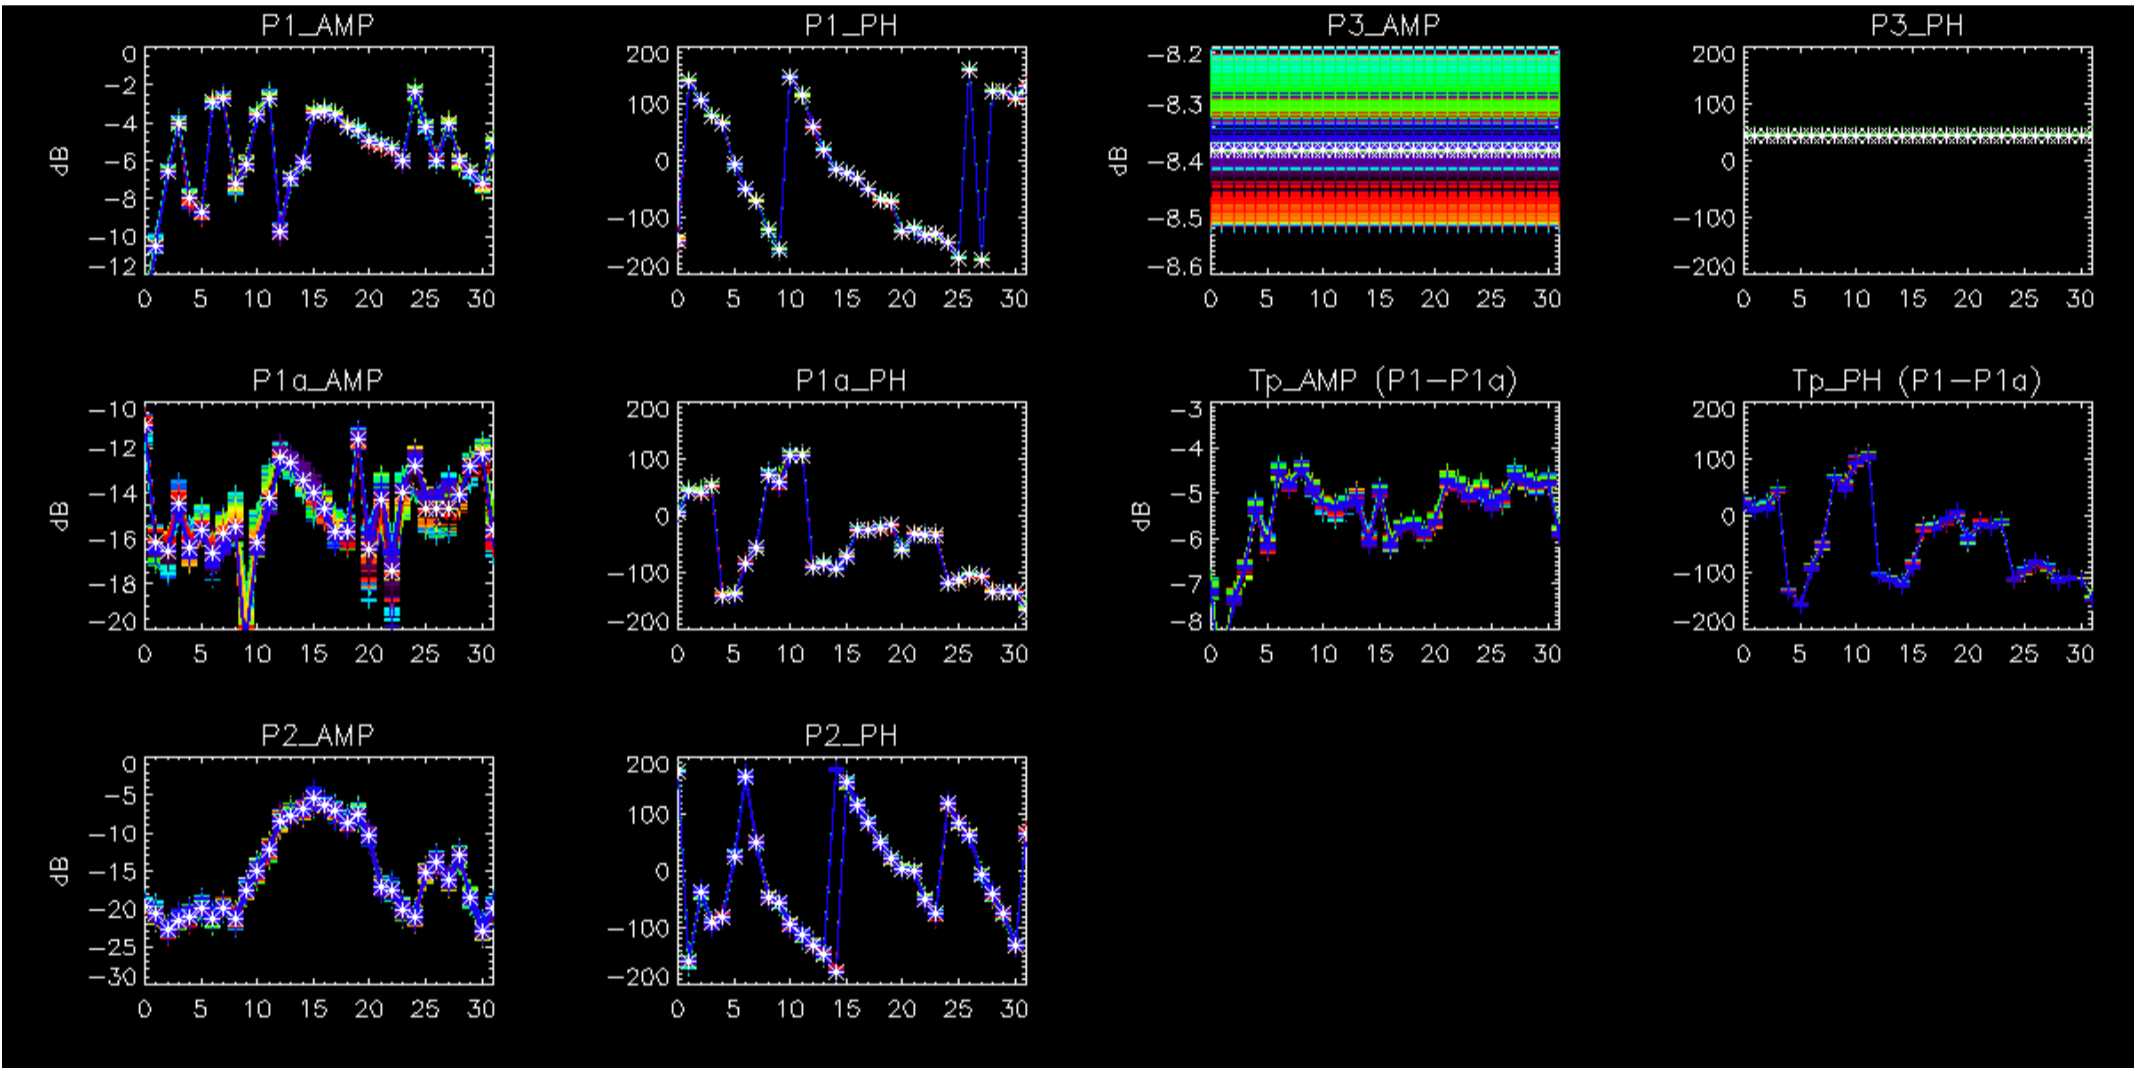 P1_AMP
P1_PH
P3_AMP
P3_PH
dB
0
−2
−4
−6
−8
−10
−12
0 5 10 15 20 25 30
200
100
0
−100
−200
0 5 10 15 20 25 30
dB
−8.2
−8.3
−8.4
−8.5
−8.6
0 5 10 15 20 25 30
200
100
0
−100
−200
0 5 10 15 20 25 30
P1a_AMP
P1a_PH
Tp_AMP (P1−P1a)
Tp_PH (P1−P1a)
dB
−10
−12
−14
−16
−18
−20
0 5 10 15 20 25 30
200
100
0
−100
−200
0 5 10 15 20 25 30
dB
−3
−4
−5
−6
−7
−8
0 5 10 15 20 25 30
200
100
0
−100
−200
0 5 10 15 20 25 30
P2_AMP
P2_PH
dB
0
−5
−10
−15
−20
−25
−30
0 5 10 15 20 25 30
200
100
0
−100
−200
0 5 10 15 20 25 30